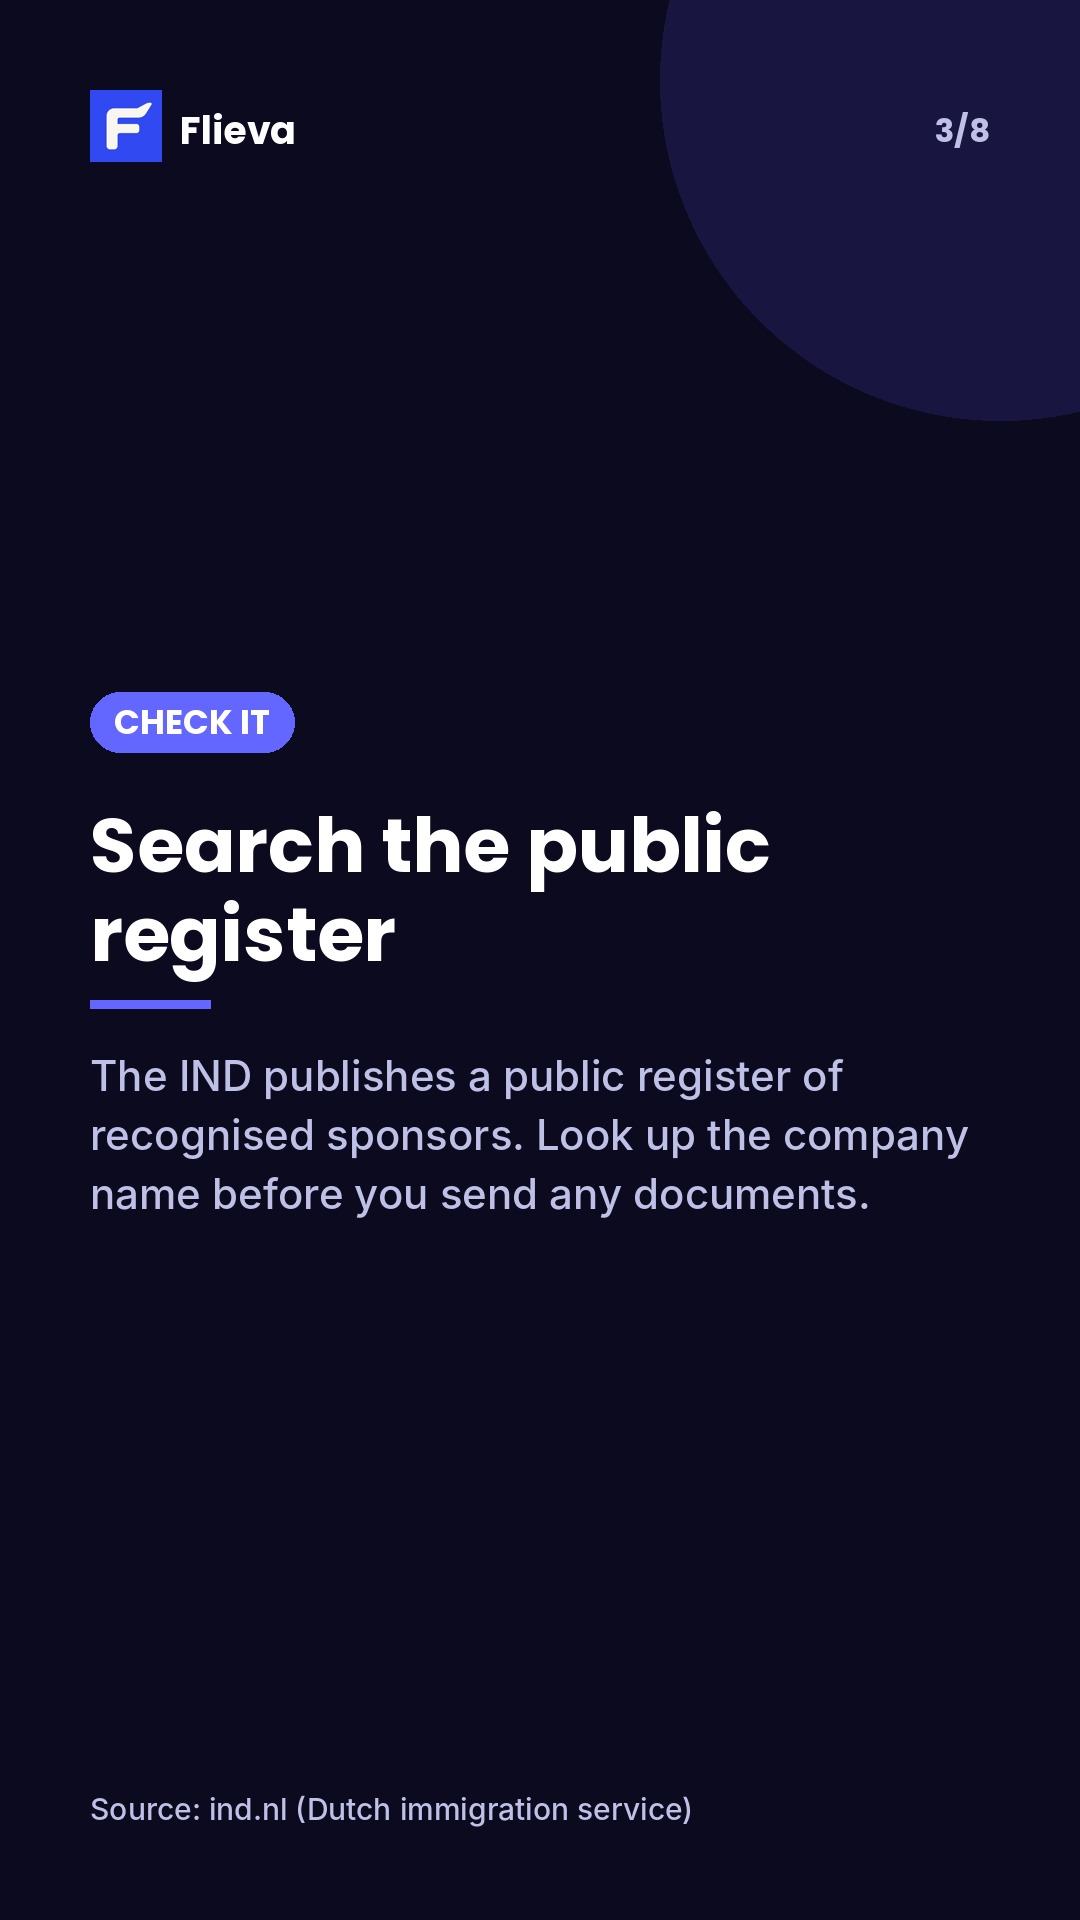 Flieva
3/8
CHECK IT
Search the public
register
The IND publishes a public register of
recognised sponsors. Look up the company
name before you send any documents.
Source: ind.nl (Dutch immigration service)